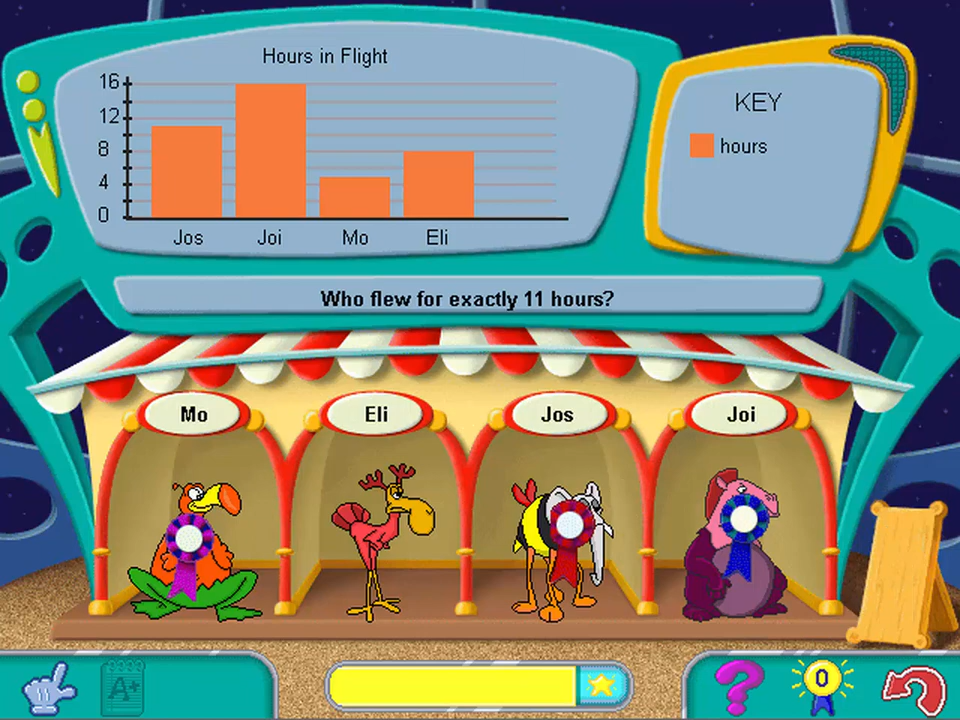 Hours in Flight
16
12
8
4
0
Jos Joi Mo Eli
KEY
hours
Who flew for exactly 11 hours?
Mo Eli Jos Joi
A+
0